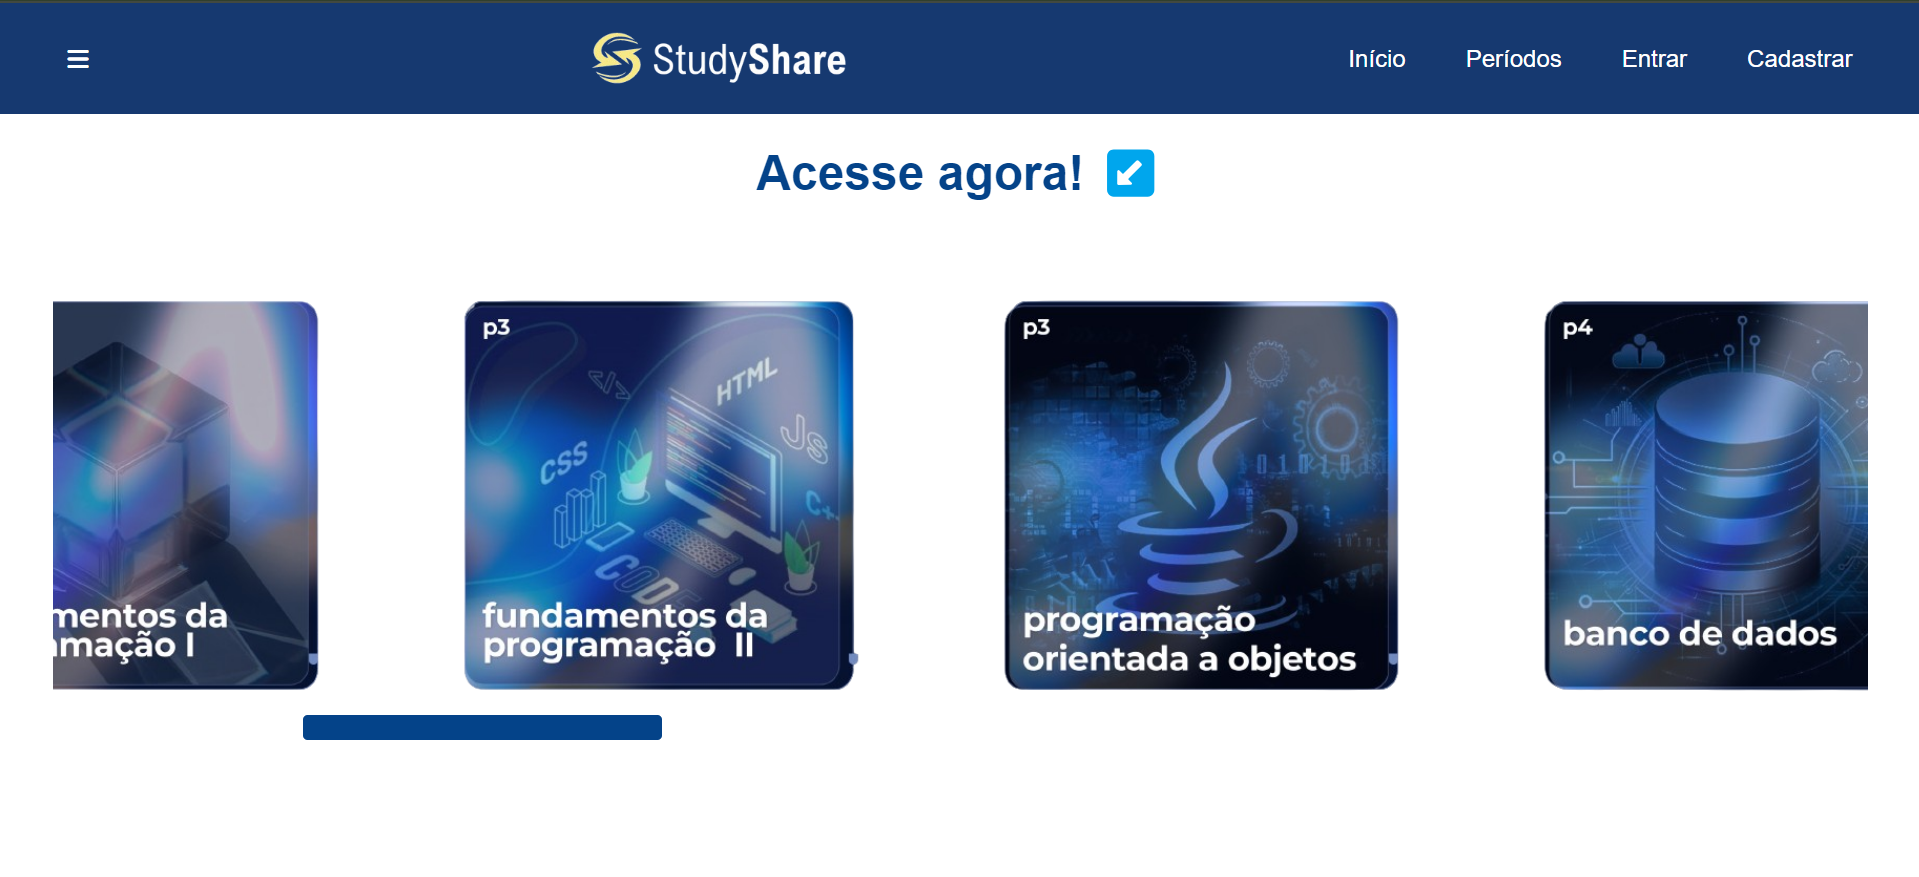 StudyShare
Início Períodos Entrar Cadastrar
Acesse agora!
mentos da
mação I
p3
HTML
JS
CSS
C+
CODE
fundamentos da
programação II
p3
programação
orientada a objetos
p4
banco de dados